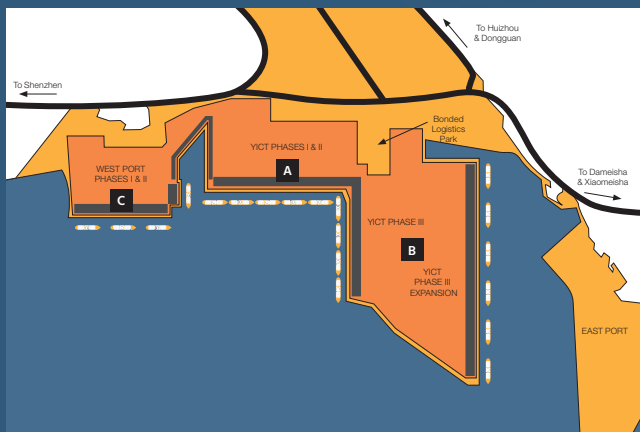 To Huizhou
& Dongguan
To Shenzhen
Bonded
Logistics
Park
YICT PHASES I & II
A
WEST PORT
PHASES I & II
C
To Dameisha
& Xiaomeisha
YICT PHASE III
B
YICT
PHASE III
EXPANSION
EAST PORT